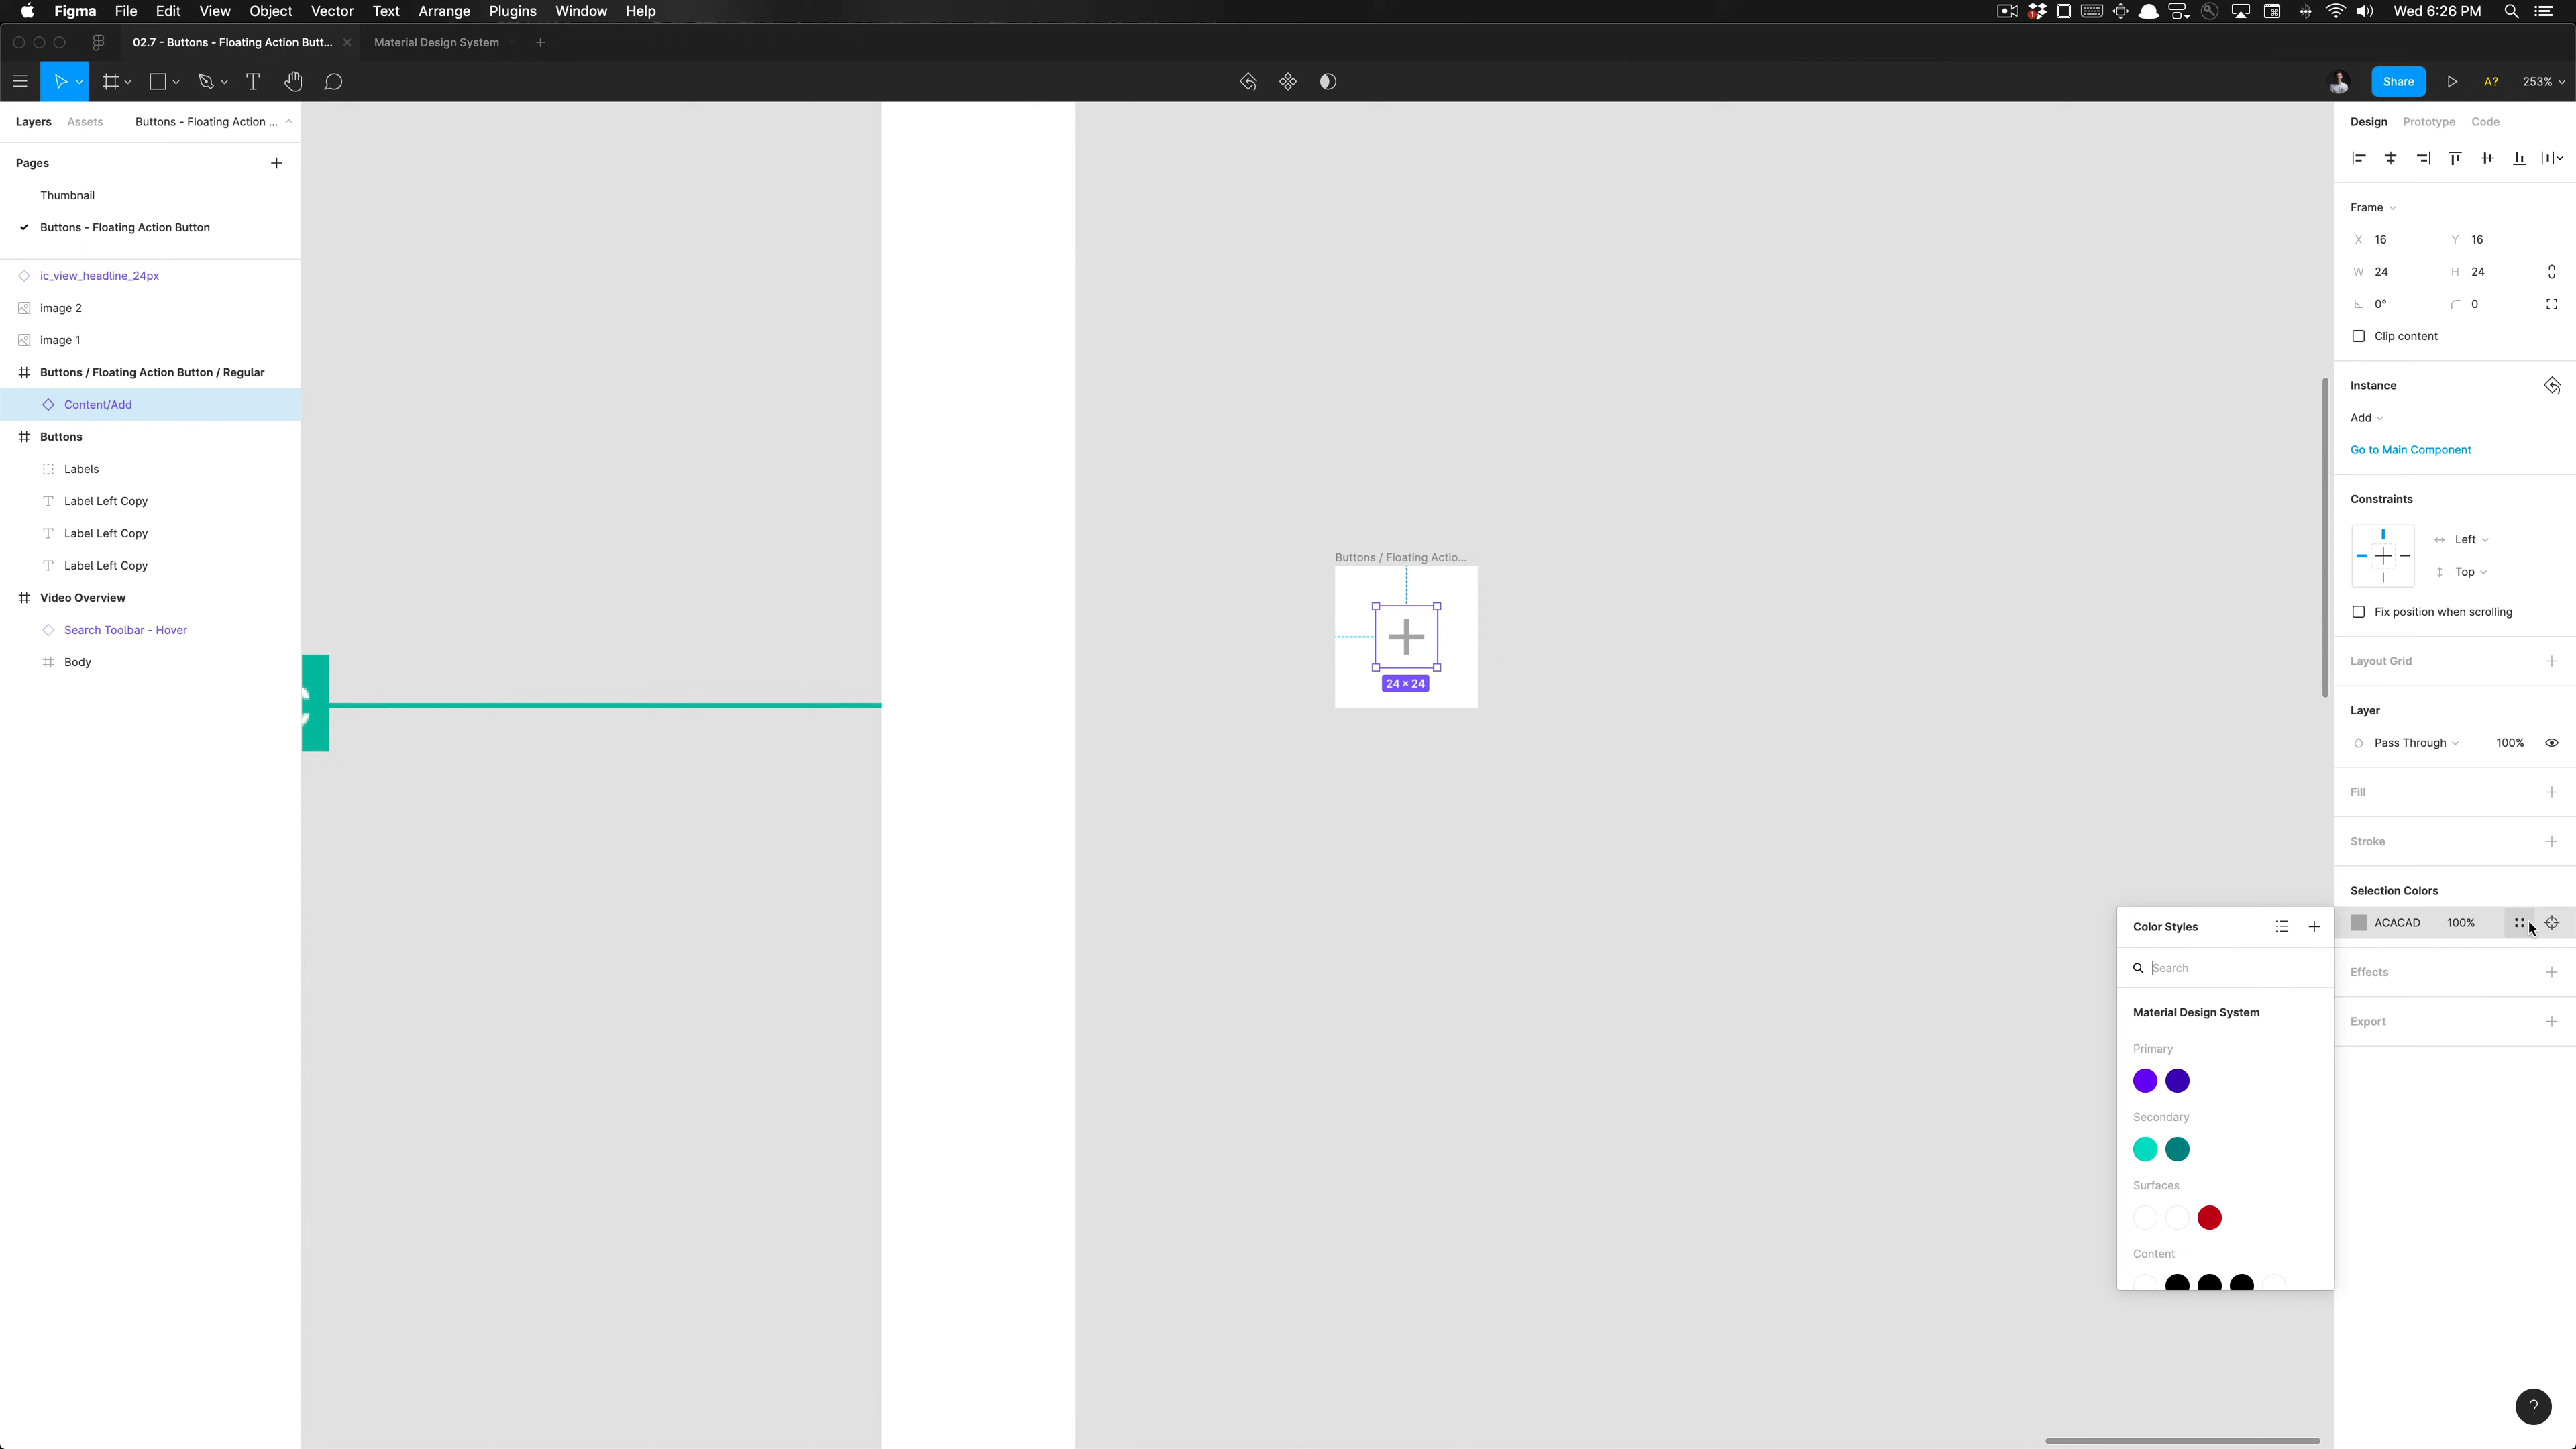 Figma File Edit View Object Vector Text Arrange Plugins Window Help Wed 6:26 PM
02.7 - Buttons - Floating Action Butt... Material Design System
Share A? 253%
Layers Assets Buttons - Floating Action ...
Design Prototype Code
Pages
Thumbnail
Buttons - Floating Action Button
ic_view_headline_24px
image 2
image 1
Buttons / Floating Action Button / Regular
Content/Add
Buttons
Labels
Label Left Copy
Label Left Copy
Label Left Copy
Video Overview
Search Toolbar - Hover
Body
Buttons / Floating Actio...
24 × 24
Frame
X 16 Y 16
W 24 H 24
0° 0
Clip content
Instance
Add
Go to Main Component
Constraints
Left
Top
Fix position when scrolling
Layout Grid
Layer
Pass Through 100%
Fill
Stroke
Selection Colors
ACACAD 100%
Effects
Export
Color Styles
Search
Material Design System
Primary
Secondary
Surfaces
Content
?